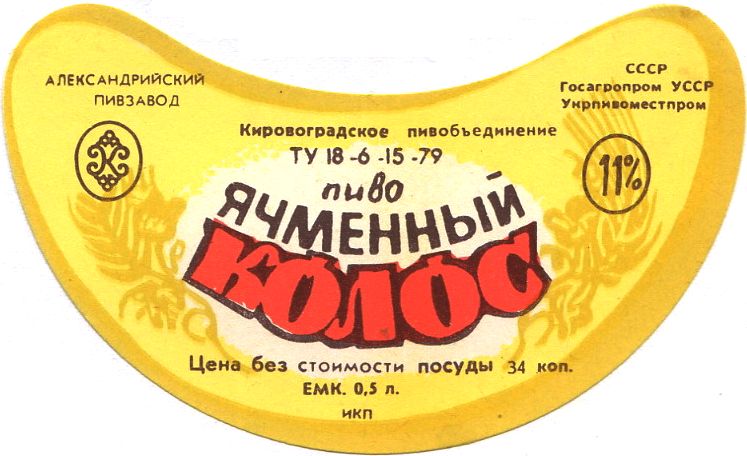 АЛЕКСАНДРИЙСКИЙ
ПИВЗАВОД
СССР
Госагропром УССР
Укрпивоместпром
Кировоградское пивобъединение
ТУ 18-6-15-79
11%
пиво
ЯЧМЕННЫЙ
КОЛОС
Цена без стоимости посуды 34 коп.
ЕМК. 0,5 л.
ИКП